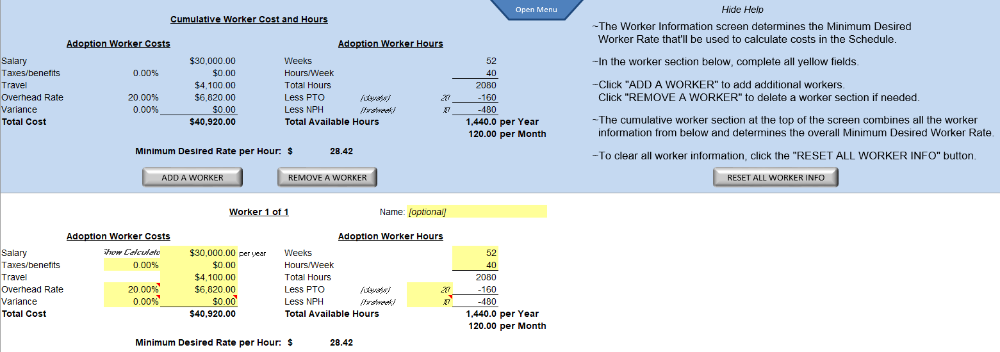 Open Menu
Hide Help
Cumulative Worker Cost and Hours
Adoption Worker Costs Adoption Worker Hours
Salary $30,000.00 Weeks 52
Taxes/benefits 0.00% $0.00 Hours/Week 40
Travel $4,100.00 Total Hours 2080
Overhead Rate 20.00% $6,820.00 Less PTO (days/yr) 20 -160
Variance 0.00% $0.00 Less NPH (hrs/week) 10 -480
Total Cost $40,920.00 Total Available Hours 1,440.0 per Year
120.00 per Month
Minimum Desired Rate per Hour: $ 28.42
ADD A WORKER REMOVE A WORKER
~The Worker Information screen determines the Minimum Desired
Worker Rate that'll be used to calculate costs in the Schedule.
~In the worker section below, complete all yellow fields.
~Click "ADD A WORKER" to add additional workers.
Click "REMOVE A WORKER" to delete a worker section if needed.
~The cumulative worker section at the top of the screen combines all the worker
information from below and determines the overall Minimum Desired Worker Rate.
~To clear all worker information, click the "RESET ALL WORKER INFO" button.
RESET ALL WORKER INFO
Worker 1 of 1 Name: [optional]
Adoption Worker Costs Adoption Worker Hours
Salary Show Calculato $30,000.00 per year Weeks 52
Taxes/benefits 0.00% $0.00 Hours/Week 40
Travel $4,100.00 Total Hours 2080
Overhead Rate 20.00% $6,820.00 Less PTO (days/yr) 20 -160
Variance 0.00% $0.00 Less NPH (hrs/week) 10 -480
Total Cost $40,920.00 Total Available Hours 1,440.0 per Year
120.00 per Month
Minimum Desired Rate per Hour: $ 28.42